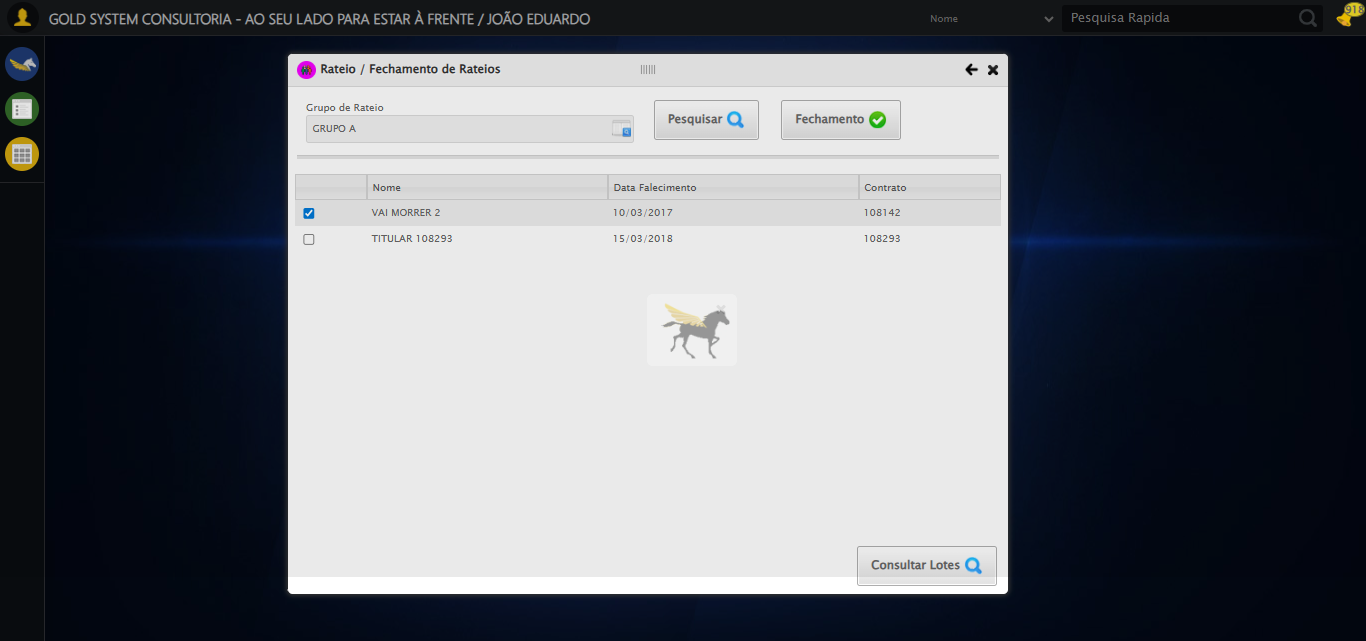 GOLD SYSTEM CONSULTORIA - AO SEU LADO PARA ESTAR À FRENTE / JOÃO EDUARDO
Nome
Pesquisa Rapida
918
Rateio / Fechamento de Rateios
Grupo de Rateio
GRUPO A
Pesquisar
Fechamento
Nome Data Falecimento Contrato
VAI MORRER 2 10/03/2017 108142
TITULAR 108293 15/03/2018 108293
Consultar Lotes